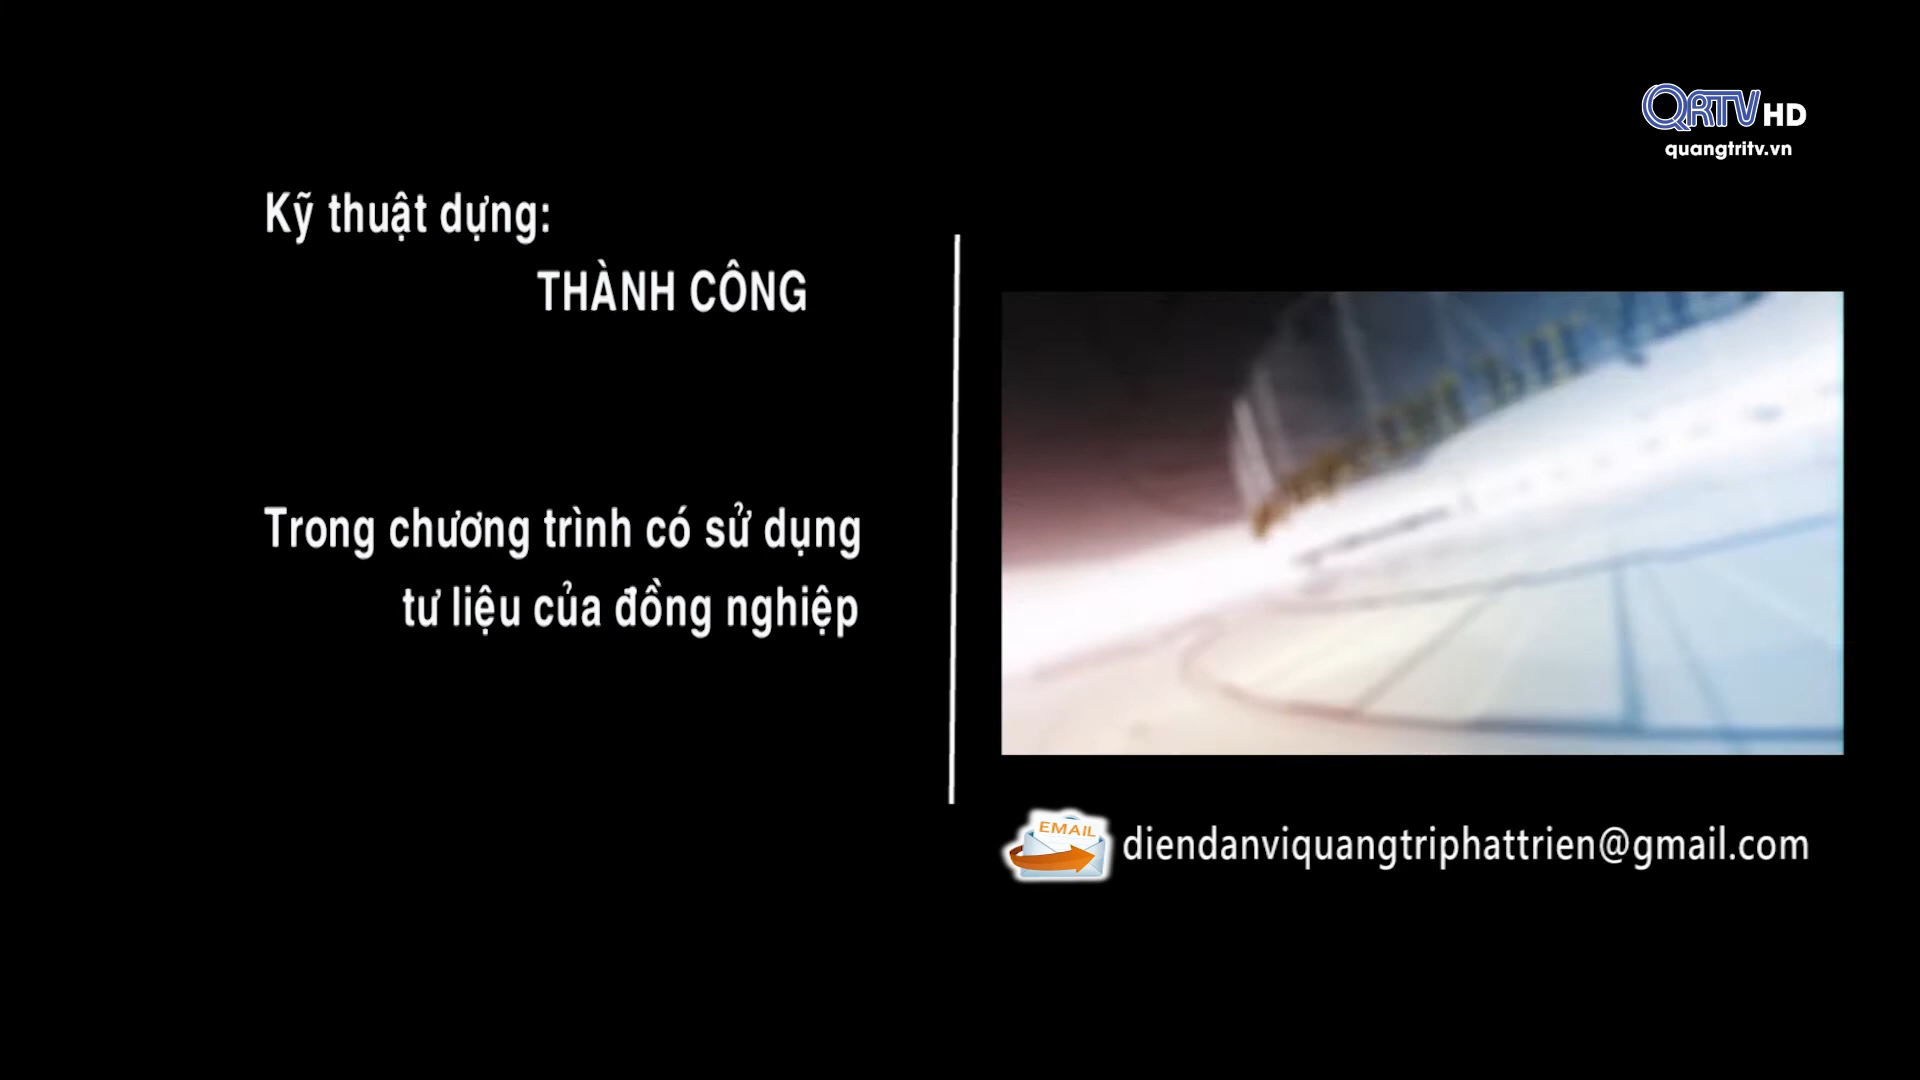 QRTV HD
quangtritv.vn
Kỹ thuật dựng:
THÀNH CÔNG
Trong chương trình có sử dụng
tư liệu của đồng nghiệp
EMAIL
diendanviquangtriphattrien@gmail.com